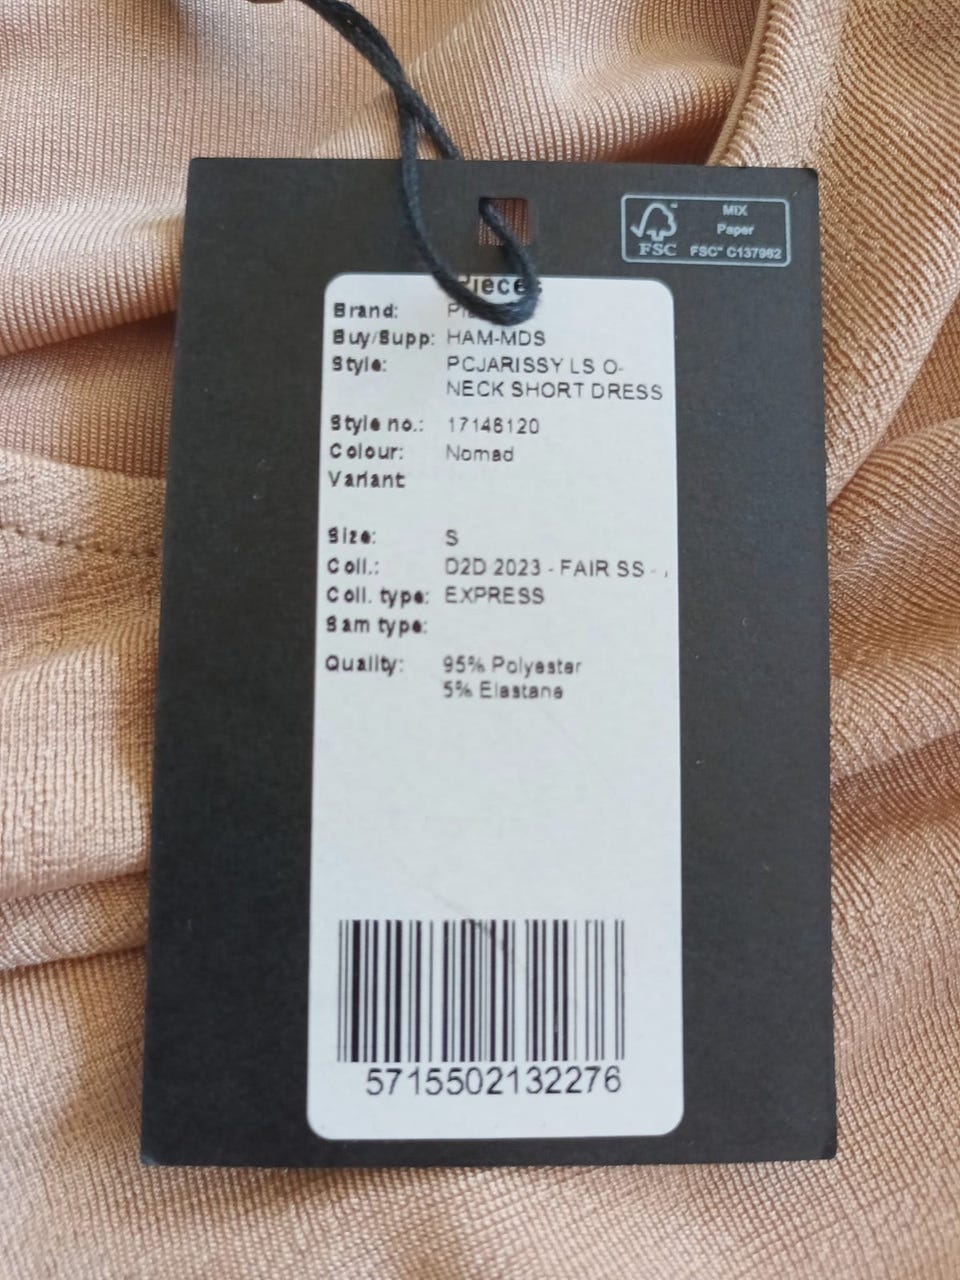 MIX
Paper
FSC™ C137982
FSC
Pieces
Brand:
Buy/Supp: HAM-MDS
Style: PCJARISSY LS O-
NECK SHORT DRESS
Style no.: 17146120
Colour: Nomad
Variant
Size: S
Coll.: D2D 2023 - FAIR SS -
Coll. type: EXPRESS
Sam type:
Quality: 95% Polyester
5% Elastane
5715502132276